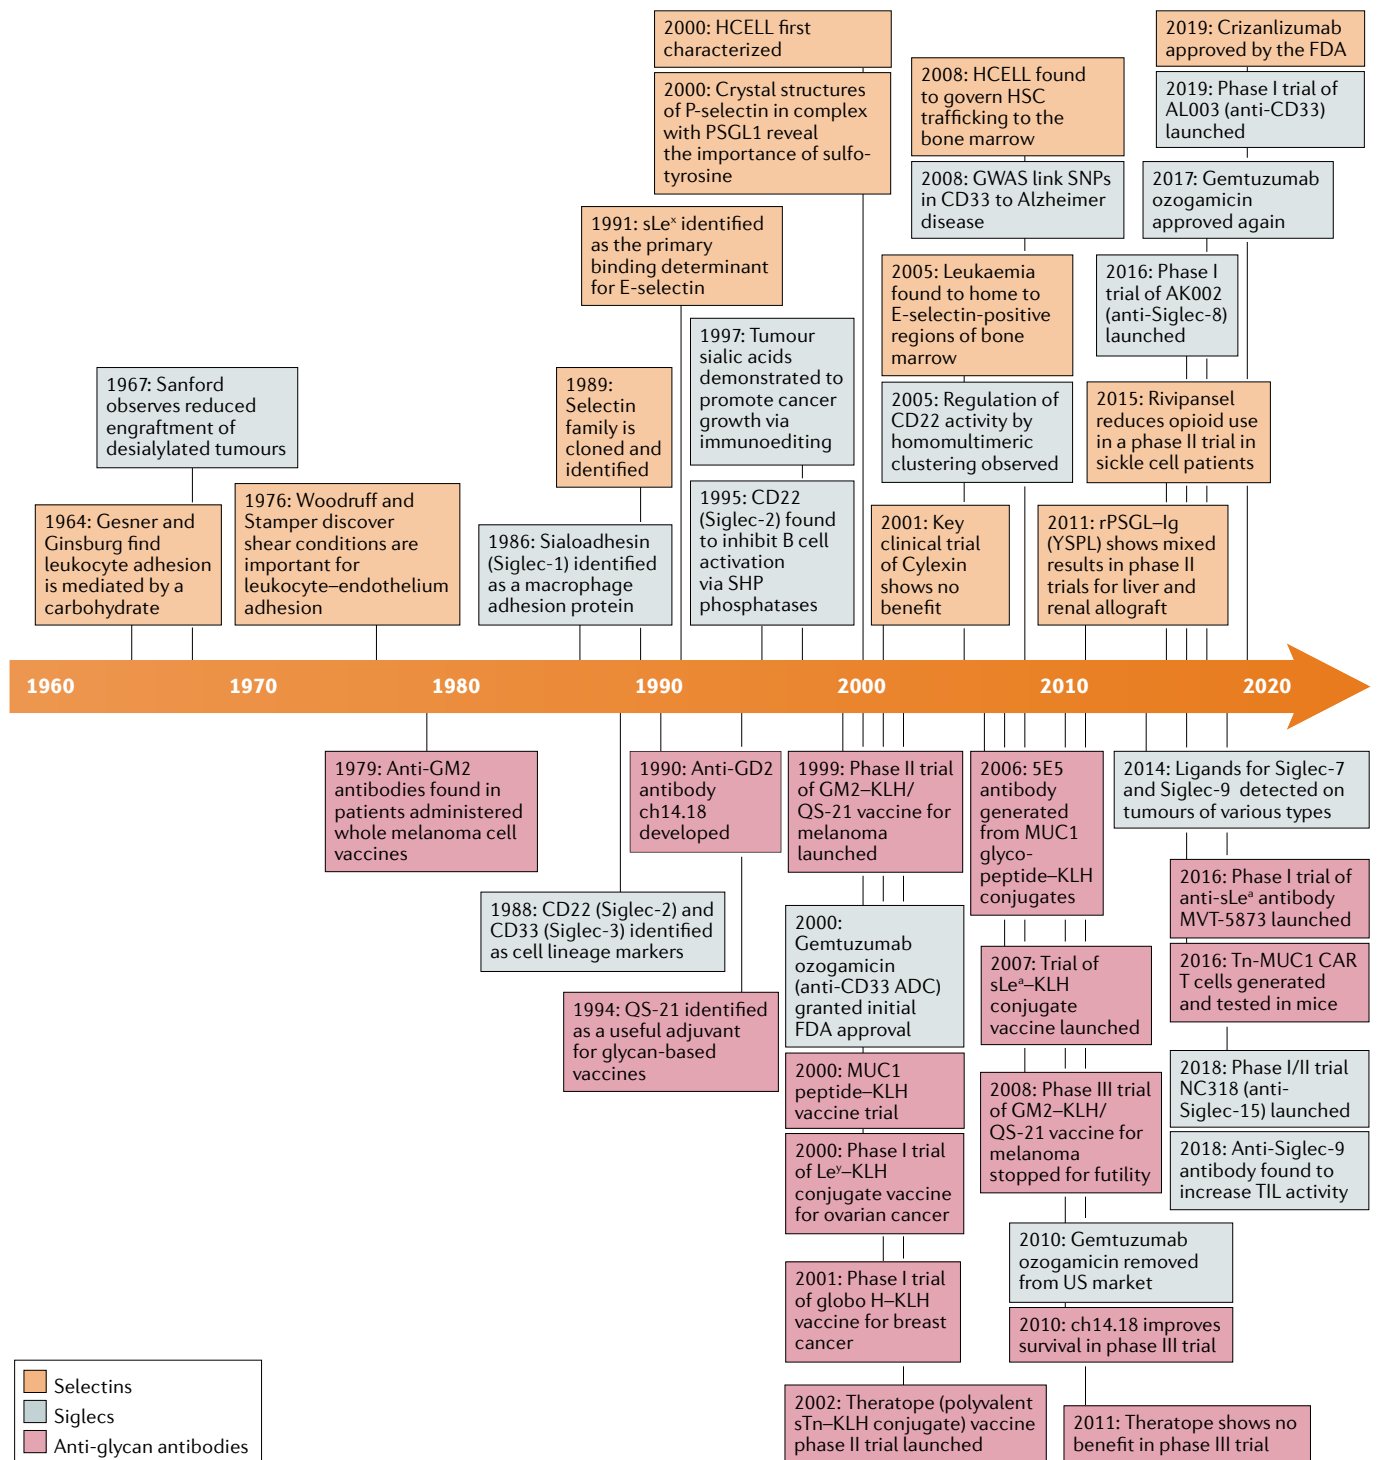 2000: HCELL first
characterized
2000: Crystal structures
of P-selectin in complex
with PSGL1 reveal
the importance of sulfo-
tyrosine
2019: Crizanlizumab
approved by the FDA
2019: Phase I trial of
AL003 (anti-CD33)
launched
2008: HCELL found
to govern HSC
trafficking to the
bone marrow
2008: GWAS link SNPs
in CD33 to Alzheimer
disease
2017: Gemtuzumab
ozogamicin
approved again
1991: sLeˣ identified
as the primary
binding determinant
for E-selectin
2005: Leukaemia
found to home to
E-selectin-positive
regions of bone
marrow
2016: Phase I
trial of AK002
(anti-Siglec-8)
launched
1997: Tumour
sialic acids
demonstrated to
promote cancer
growth via
immunoediting
1967: Sanford
observes reduced
engraftment of
desialylated tumours
1989:
Selectin
family is
cloned and
identified
2005: Regulation of
CD22 activity by
homomultimeric
clustering observed
2015: Rivipansel
reduces opioid use
in a phase II trial in
sickle cell patients
1964: Gesner and
Ginsburg find
leukocyte adhesion
is mediated by a
carbohydrate
1976: Woodruff and
Stamper discover
shear conditions are
important for
leukocyte–endothelium
adhesion
1986: Sialoadhesin
(Siglec-1) identified
as a macrophage
adhesion protein
1995: CD22
(Siglec-2) found
to inhibit B cell
activation
via SHP
phosphatases
2001: Key
clinical trial
of Cylexin
shows no
benefit
2011: rPSGL–Ig
(YSPL) shows mixed
results in phase II
trials for liver and
renal allograft
1960 1970 1980 1990 2000 2010 2020
1979: Anti-GM2
antibodies found in
patients administered
whole melanoma cell
vaccines
1990: Anti-GD2
antibody
ch14.18
developed
1999: Phase II trial
of GM2–KLH/
QS-21 vaccine for
melanoma
launched
2006: 5E5
antibody
generated
from MUC1
glyco-
peptide–KLH
conjugates
2014: Ligands for Siglec-7
and Siglec-9 detected on
tumours of various types
1988: CD22 (Siglec-2) and
CD33 (Siglec-3) identified
as cell lineage markers
2000:
Gemtuzumab
ozogamicin
(anti-CD33 ADC)
granted initial
FDA approval
2016: Phase I trial of
anti-sLeᵃ antibody
MVT-5873 launched
2016: Tn-MUC1 CAR
T cells generated
and tested in mice
2007: Trial of
sLeᵃ–KLH
conjugate
vaccine launched
1994: QS-21 identified
as a useful adjuvant
for glycan-based
vaccines
2000: MUC1
peptide–KLH
vaccine trial
2018: Phase I/II trial
NC318 (anti-
Siglec-15) launched
2008: Phase III trial
of GM2–KLH/
QS-21 vaccine for
melanoma
stopped for futility
2000: Phase I trial
of Leʸ–KLH
conjugate vaccine
for ovarian cancer
2018: Anti-Siglec-9
antibody found to
increase TIL activity
2010: Gemtuzumab
ozogamicin removed
from US market
2001: Phase I trial
of globo H–KLH
vaccine for breast
cancer
2010: ch14.18 improves
survival in phase III trial
2002: Theratope (polyvalent
sTn–KLH conjugate) vaccine
phase II trial launched
2011: Theratope shows no
benefit in phase III trial
Selectins
Siglecs
Anti-glycan antibodies